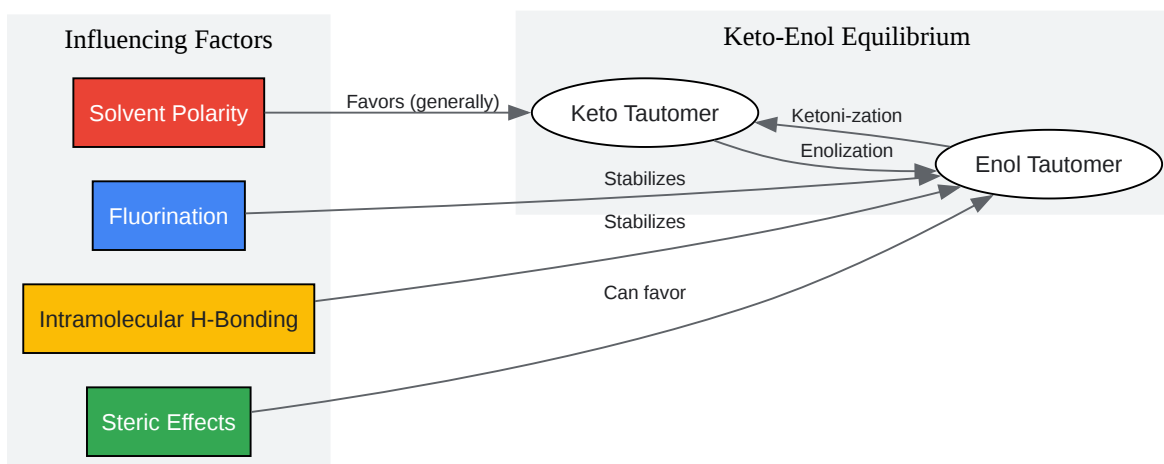 Influencing Factors
Keto-Enol Equilibrium
Solvent Polarity
Favors (generally)
Keto Tautomer
Ketoni-zation
Enolization
Enol Tautomer
Fluorination
Stabilizes
Stabilizes
Intramolecular H-Bonding
Can favor
Steric Effects